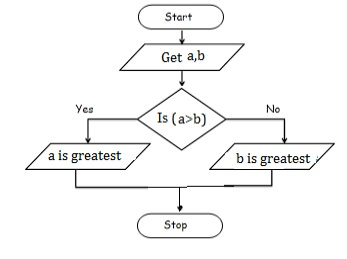 Start
Get a,b
Is (a>b)
Yes
No
a is greatest
b is greatest
Stop